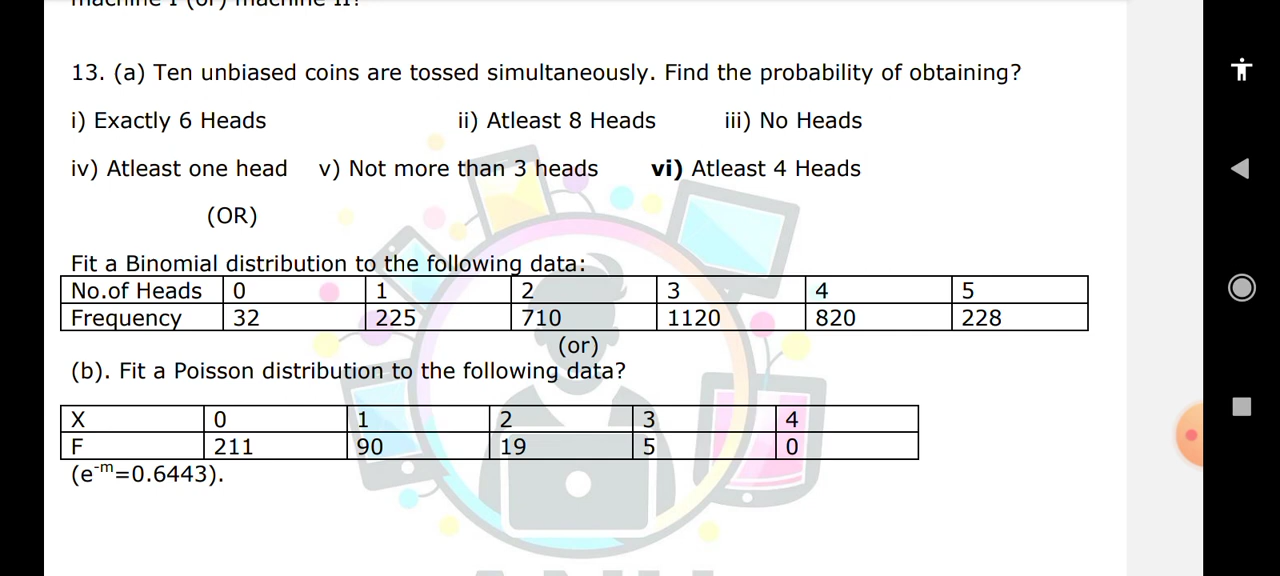 machine I (or) machine II?
13. (a) Ten unbiased coins are tossed simultaneously. Find the probability of obtaining?
i) Exactly 6 Heads ii) Atleast 8 Heads iii) No Heads
iv) Atleast one head v) Not more than 3 heads vi) Atleast 4 Heads
(OR)
Fit a Binomial distribution to the following data:
No.of Heads 0 1 2 3 4 5
Frequency 32 225 710 1120 820 228
(or)
(b). Fit a Poisson distribution to the following data?
X 0 1 2 3 4
F 211 90 19 5 0
(e-m=0.6443).